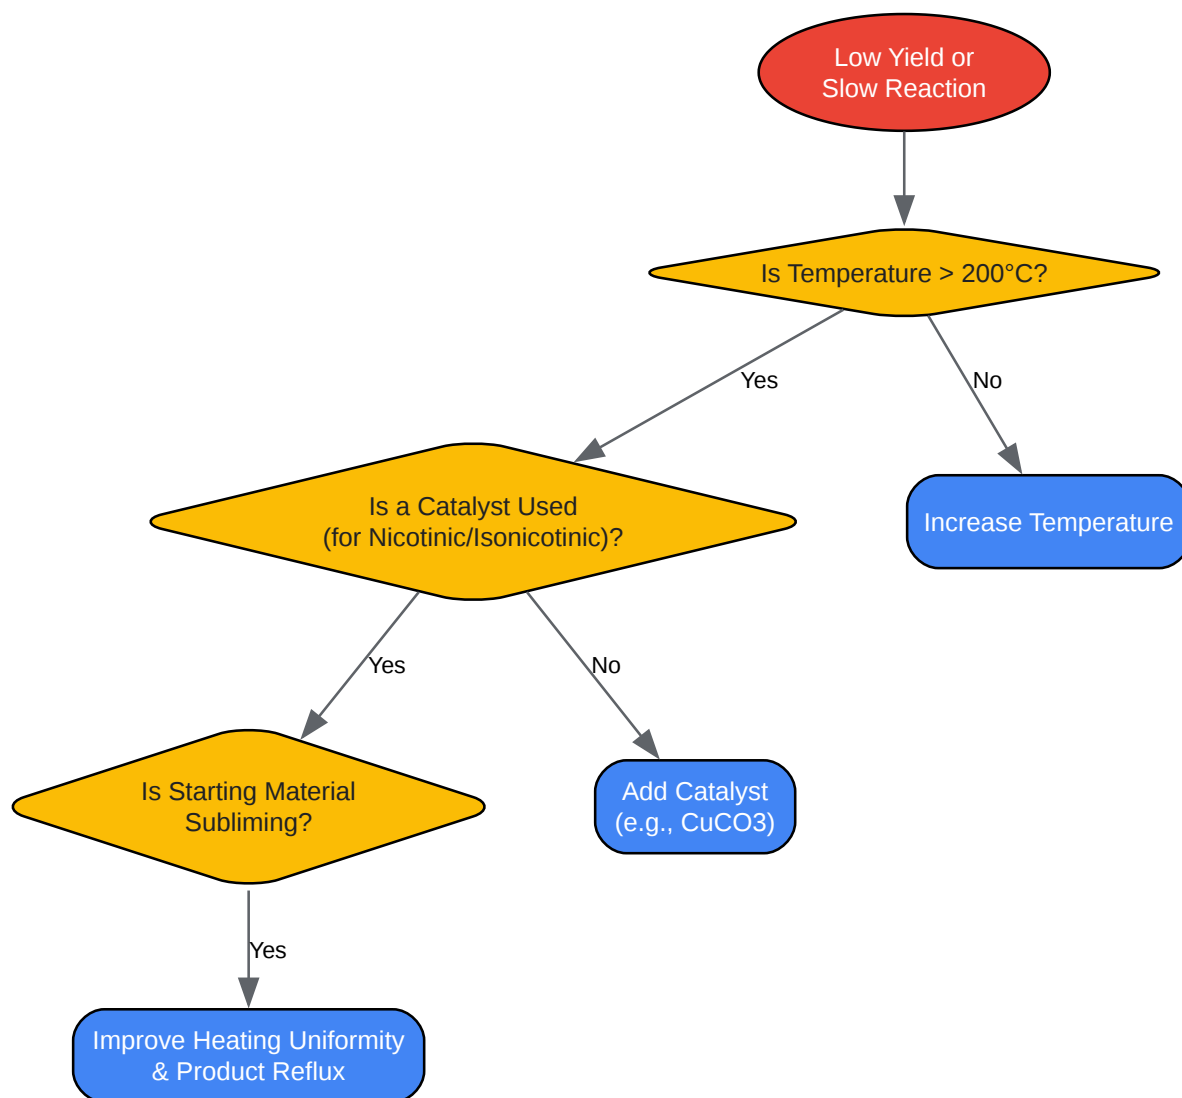 Low Yield or
Slow Reaction
Is Temperature > 200°C?
Yes
No
Is a Catalyst Used
(for Nicotinic/Isonicotinic)?
Increase Temperature
Yes
No
Is Starting Material
Subliming?
Add Catalyst
(e.g., CuCO3)
Yes
Improve Heating Uniformity
& Product Reflux